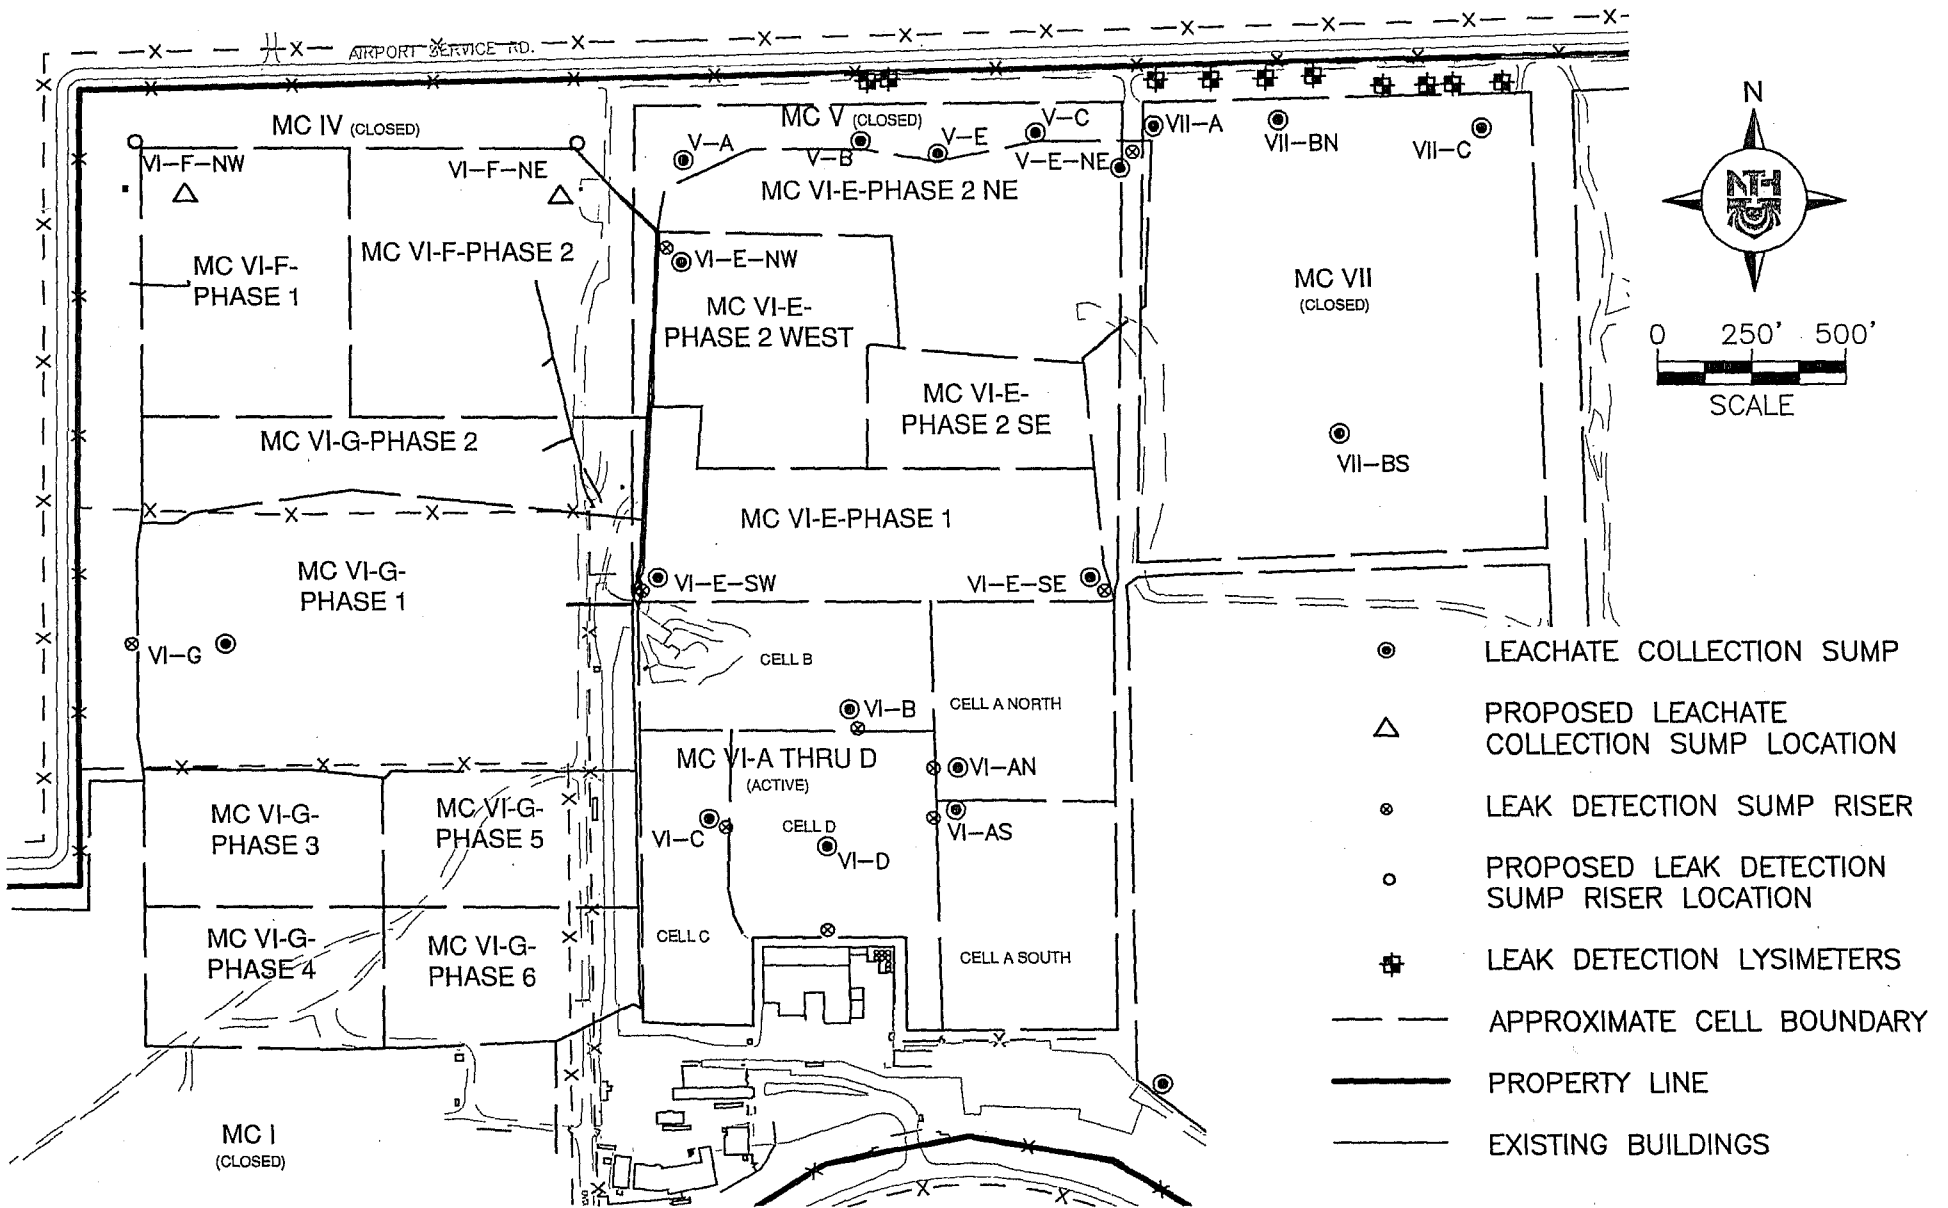 AIRPORT SERVICE RD.
MC IV (CLOSED)
MC V (CLOSED)
V-A
V-B
V-E
V-C
V-E-NE
VII-A
VII-BN
VII-C
N
NTH
VI-F-NW
VI-F-NE
MC VI-E-PHASE 2 NE
MC VI-F-
PHASE 1
MC VI-F-PHASE 2
VI-E-NW
MC VI-E-
PHASE 2 WEST
MC VII
(CLOSED)
0 250' 500'
SCALE
MC VI-E-
PHASE 2 SE
MC VI-G-PHASE 2
VII-BS
MC VI-E-PHASE 1
MC VI-G-
PHASE 1
VI-E-SW
VI-E-SE
VI-G
CELL B
VI-B
CELL A NORTH
MC VI-A THRU D
(ACTIVE)
VI-AN
MC VI-G-
PHASE 3
MC VI-G-
PHASE 5
VI-C
CELL D
VI-D
VI-AS
MC VI-G-
PHASE 4
MC VI-G-
PHASE 6
CELL C
CELL A SOUTH
MC I
(CLOSED)
LEACHATE COLLECTION SUMP
PROPOSED LEACHATE
COLLECTION SUMP LOCATION
LEAK DETECTION SUMP RISER
PROPOSED LEAK DETECTION
SUMP RISER LOCATION
LEAK DETECTION LYSIMETERS
APPROXIMATE CELL BOUNDARY
PROPERTY LINE
EXISTING BUILDINGS